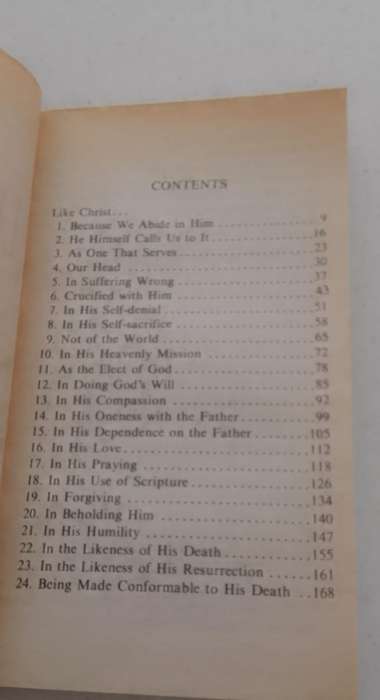 CONTENTS
Like Christ...
1. Because We Abide in Him ............... 9
2. He Himself Calls Us to It ............... 16
3. As One That Serves ............... 23
4. Our Head ............... 30
5. In Suffering Wrong ............... 37
6. Crucified with Him ............... 43
7. In His Self-denial ............... 51
8. In His Self-sacrifice ............... 58
9. Not of the World ............... 65
10. In His Heavenly Mission ............... 72
11. As the Elect of God ............... 78
12. In Doing God's Will ............... 85
13. In His Compassion ............... 92
14. In His Oneness with the Father ............... 99
15. In His Dependence on the Father ........ 105
16. In His Love ............... 112
17. In His Praying ............... 118
18. In His Use of Scripture ............... 126
19. In Forgiving ............... 134
20. In Beholding Him ............... 140
21. In His Humility ............... 147
22. In the Likeness of His Death ............ 155
23. In the Likeness of His Resurrection ...... 161
24. Being Made Conformable to His Death ... 168